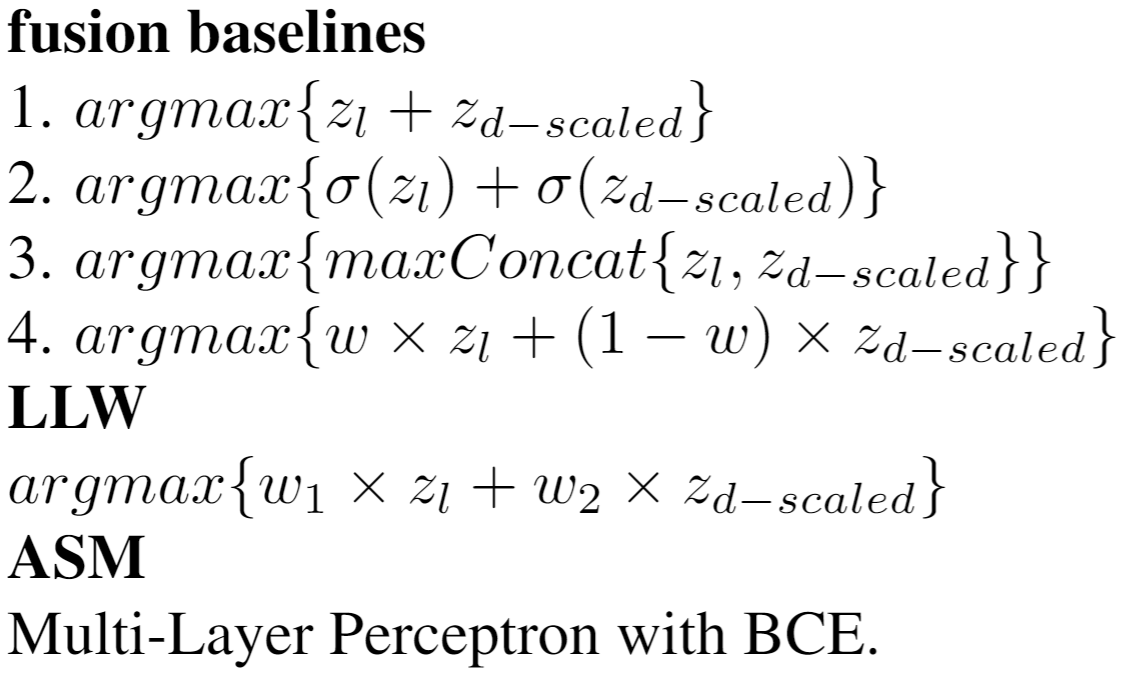 fusion baselines
1. argmax{z_l + z_{d−scaled}}
2. argmax{σ(z_l) + σ(z_{d−scaled})}
3. argmax{maxConcat{z_l, z_{d−scaled}}}
4. argmax{w × z_l + (1 − w) × z_{d−scaled}}
LLW
argmax{w_1 × z_l + w_2 × z_{d−scaled}}
ASM
Multi-Layer Perceptron with BCE.